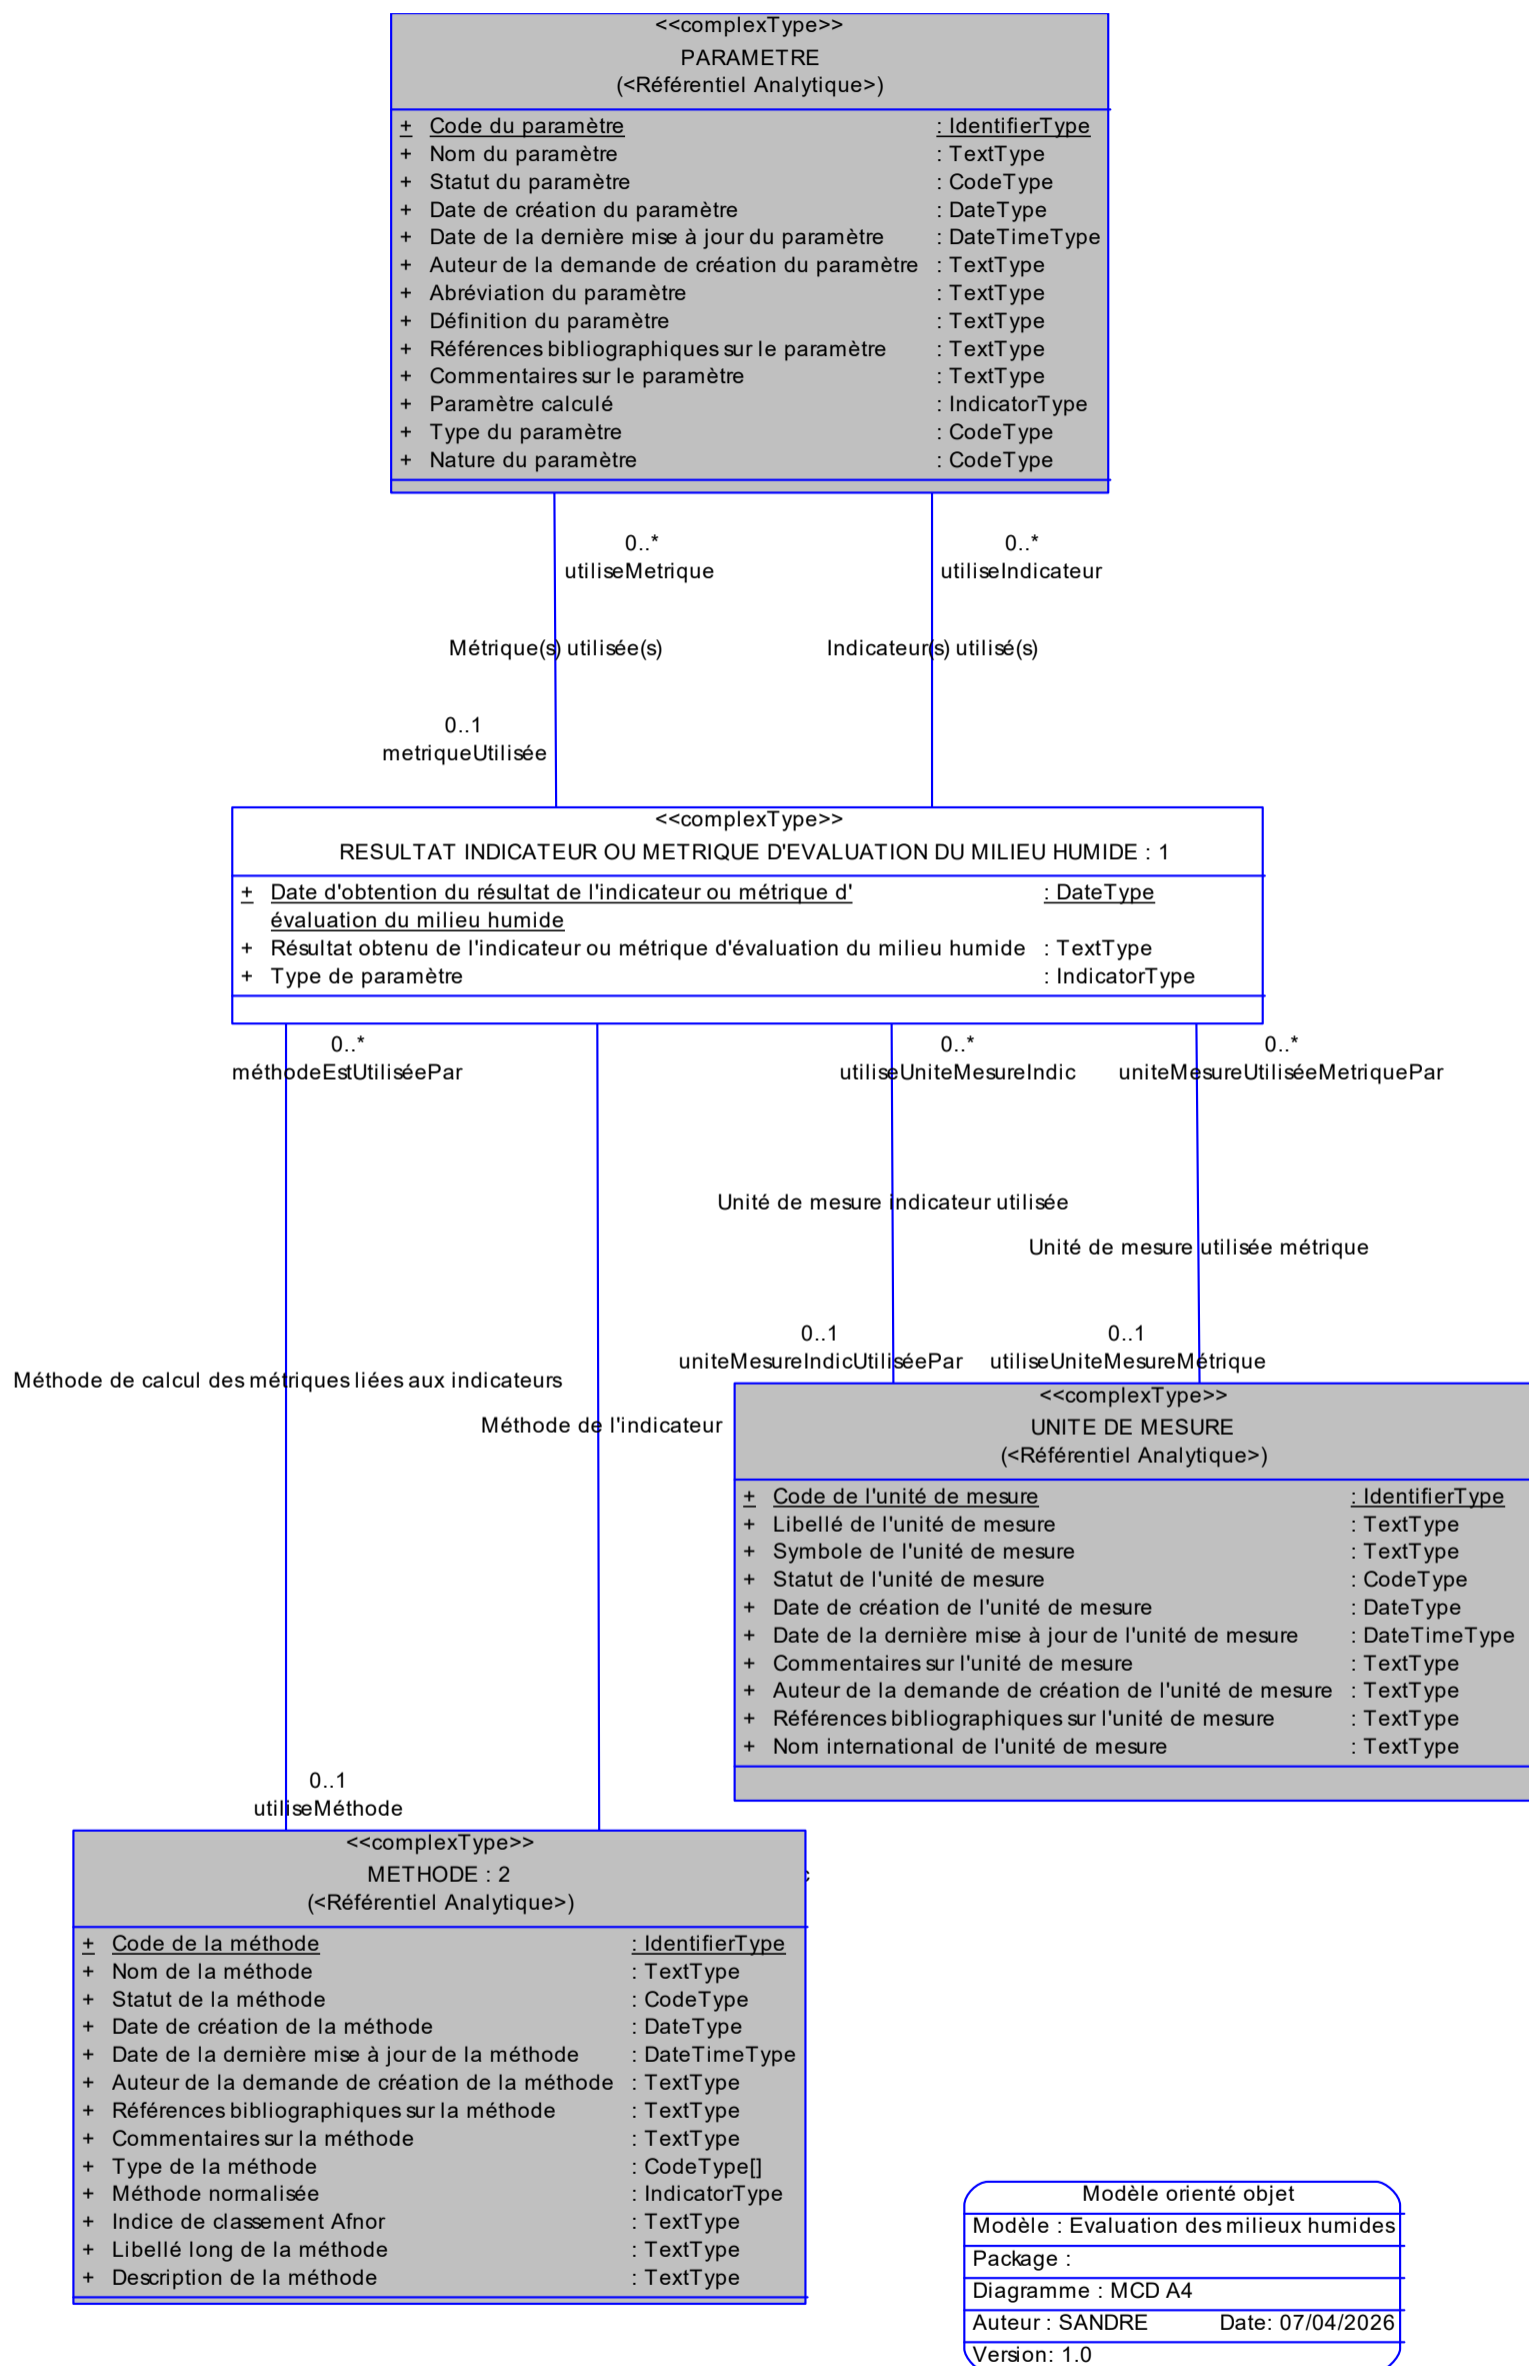 <<complexType>>
PARAMETRE
(<Référentiel Analytique>)
+ Code du paramètre : IdentifierType
+ Nom du paramètre : TextType
+ Statut du paramètre : CodeType
+ Date de création du paramètre : DateType
+ Date de la dernière mise à jour du paramètre : DateTimeType
+ Auteur de la demande de création du paramètre : TextType
+ Abréviation du paramètre : TextType
+ Définition du paramètre : TextType
+ Références bibliographiques sur le paramètre : TextType
+ Commentaires sur le paramètre : TextType
+ Paramètre calculé : IndicatorType
+ Type du paramètre : CodeType
+ Nature du paramètre : CodeType
0..* 0..*
utiliseMetrique utiliseIndicateur
Métrique(s) utilisée(s) Indicateur(s) utilisé(s)
0..1
metriqueUtilisée
<<complexType>>
RESULTAT INDICATEUR OU METRIQUE D'EVALUATION DU MILIEU HUMIDE : 1
+ Date d'obtention du résultat de l'indicateur ou métrique d' : DateType
évaluation du milieu humide
+ Résultat obtenu de l'indicateur ou métrique d'évaluation du milieu humide : TextType
+ Type de paramètre : IndicatorType
0..* 0..* 0..*
méthodeEstUtiliséePar utiliseUniteMesureIndic uniteMesureUtiliséeMetriquePar
Unité de mesure indicateur utilisée
Unité de mesure utilisée métrique
0..1 0..1
uniteMesureIndicUtiliséePar utiliseUniteMesureMétrique
Méthode de calcul des métriques liées aux indicateurs
Méthode de l'indicateur
<<complexType>>
UNITE DE MESURE
(<Référentiel Analytique>)
+ Code de l'unité de mesure : IdentifierType
+ Libellé de l'unité de mesure : TextType
+ Symbole de l'unité de mesure : TextType
+ Statut de l'unité de mesure : CodeType
+ Date de création de l'unité de mesure : DateType
+ Date de la dernière mise à jour de l'unité de mesure : DateTimeType
+ Commentaires sur l'unité de mesure : TextType
+ Auteur de la demande de création de l'unité de mesure : TextType
+ Références bibliographiques sur l'unité de mesure : TextType
+ Nom international de l'unité de mesure : TextType
0..1
utiliseMéthode
<<complexType>>
METHODE : 2
(<Référentiel Analytique>)
+ Code de la méthode : IdentifierType
+ Nom de la méthode : TextType
+ Statut de la méthode : CodeType
+ Date de création de la méthode : DateType
+ Date de la dernière mise à jour de la méthode : DateTimeType
+ Auteur de la demande de création de la méthode : TextType
+ Références bibliographiques sur la méthode : TextType
+ Commentaires sur la méthode : TextType
+ Type de la méthode : CodeType[]
+ Méthode normalisée : IndicatorType
+ Indice de classement Afnor : TextType
+ Libellé long de la méthode : TextType
+ Description de la méthode : TextType
Modèle orienté objet
Modèle : Evaluation des milieux humides
Package :
Diagramme : MCD A4
Auteur : SANDRE Date: 07/04/2026
Version: 1.0